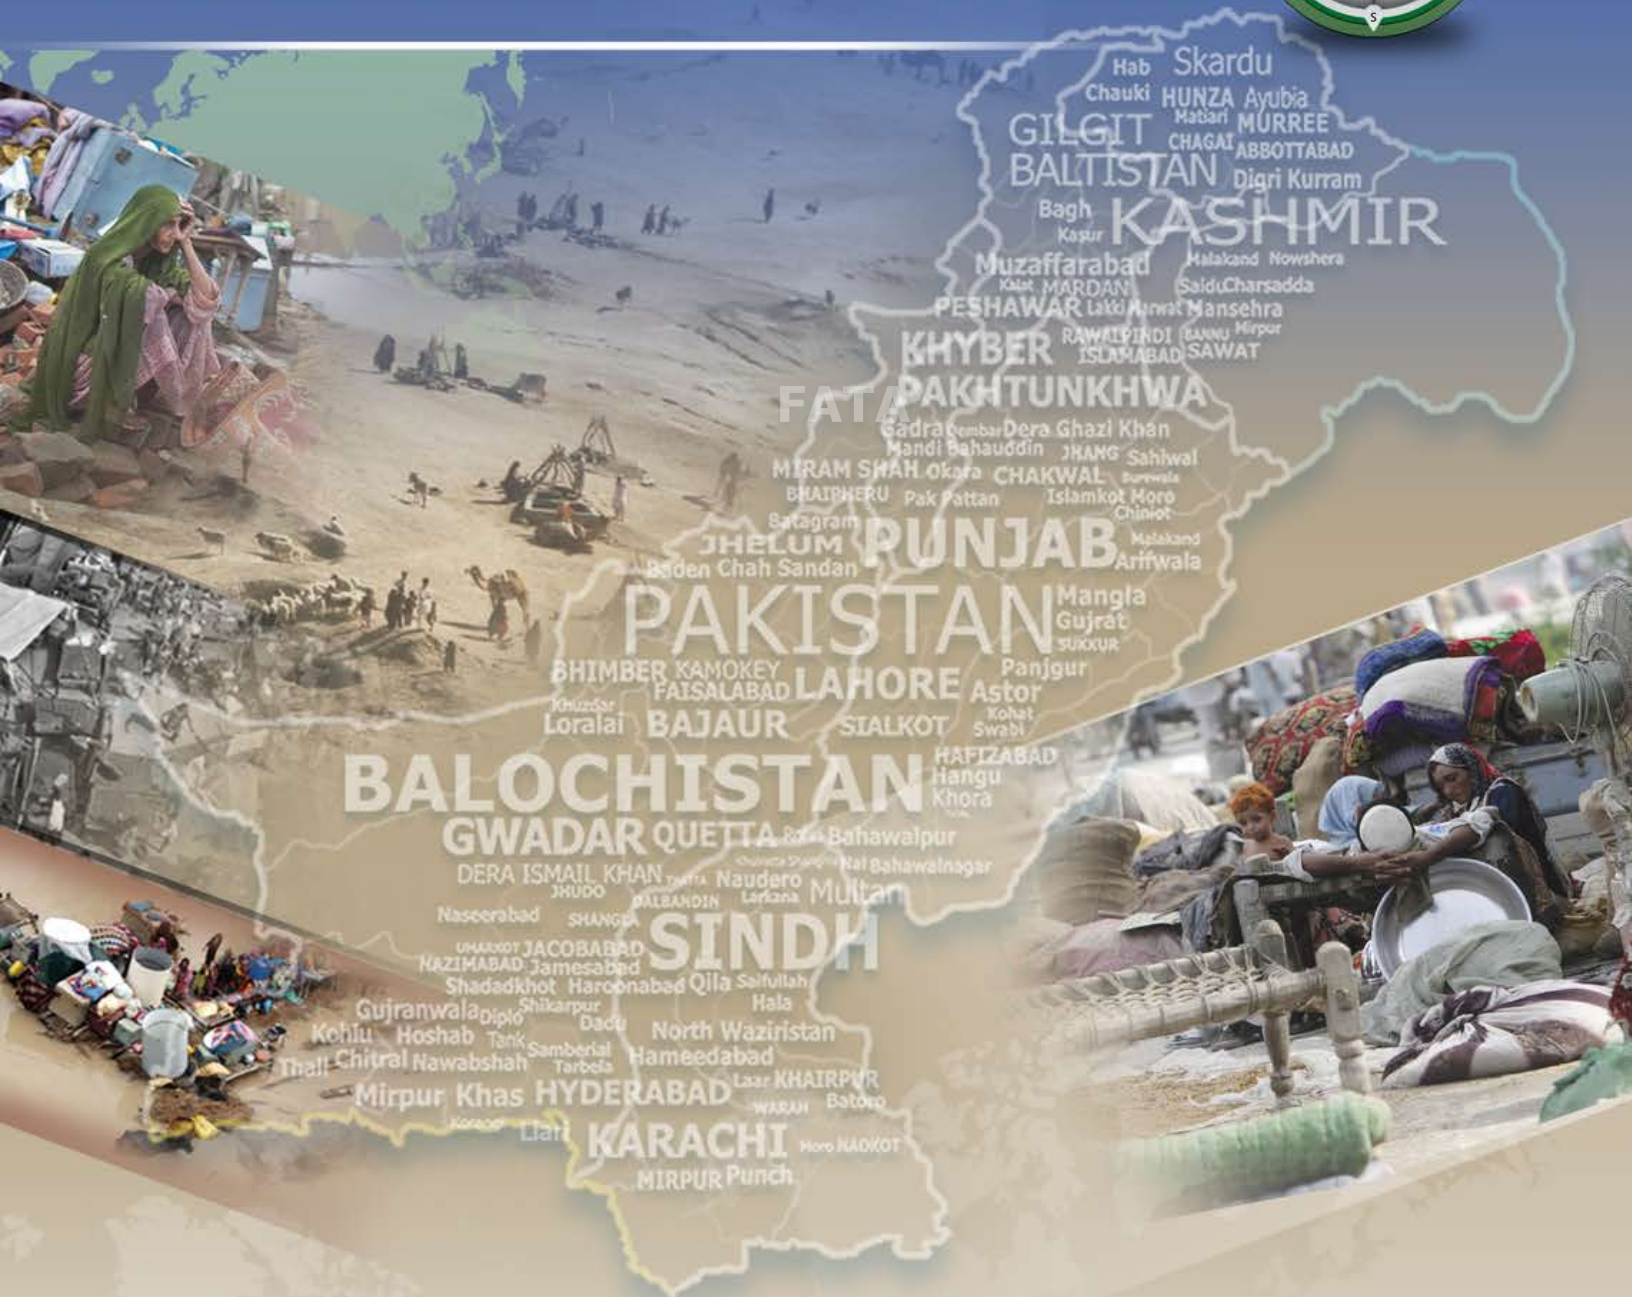 S
Hab Skardu
Chauki HUNZA Ayubia
Matiari MURREE
GILGIT CHAGAI ABBOTTABAD
BALTISTAN Digri Kurram
Bagh KASHMIR
Kasur
Muzaffarabad Malakand Nowshera
Kalat MARDAN Saidu Charsadda
PESHAWAR Lakki Marwat Mansehra
KHYBER RAWALPINDI BANNU Mirpur
ISLAMABAD SAWAT
FATA PAKHTUNKHWA
Sadra Dera Ghazi Khan
Mandi Bahauddin JHANG Sahiwal
MIRAM SHAH Okara CHAKWAL Burewala
BHAIPHERU Pak Pattan Islamkot Moro
Chiniot
Batagram PUNJAB Malakand
JHELUM Arifwala
Baden Chah Sandan
PAKISTAN Mangla
Gujrat
SUKKUR
BHIMBER KAMOKEY Panjgur
FAISALABAD LAHORE Astor
Khuzdar Kohat
Loralai BAJAUR SIALKOT Swabi
BALOCHISTAN HAFIZABAD
Hangu
Khora
GWADAR QUETTA Bahawalpur
Hal Bahawalnagar
DERA ISMAIL KHAN THATTA Naudero Multan
JHUDO DALBANDIN Larkana
Naseerabad SHANGLA SINDH
UMARKOT JACOBABAD
NAZIMABAD Jamesabad
Shadadkhot Haroonabad Qila Saifullah
Gujranwala Diplo Shikarpur Hala
Kohlu Hoshab Tank Dadu North Waziristan
Thall Chitral Nawabshah Samberial Hameedabad
Tarbela
Mirpur Khas HYDERABAD Laar KHAIRPUR
WARAH Batoro
Liari KARACHI Moro NAOKOT
MIRPUR Punch